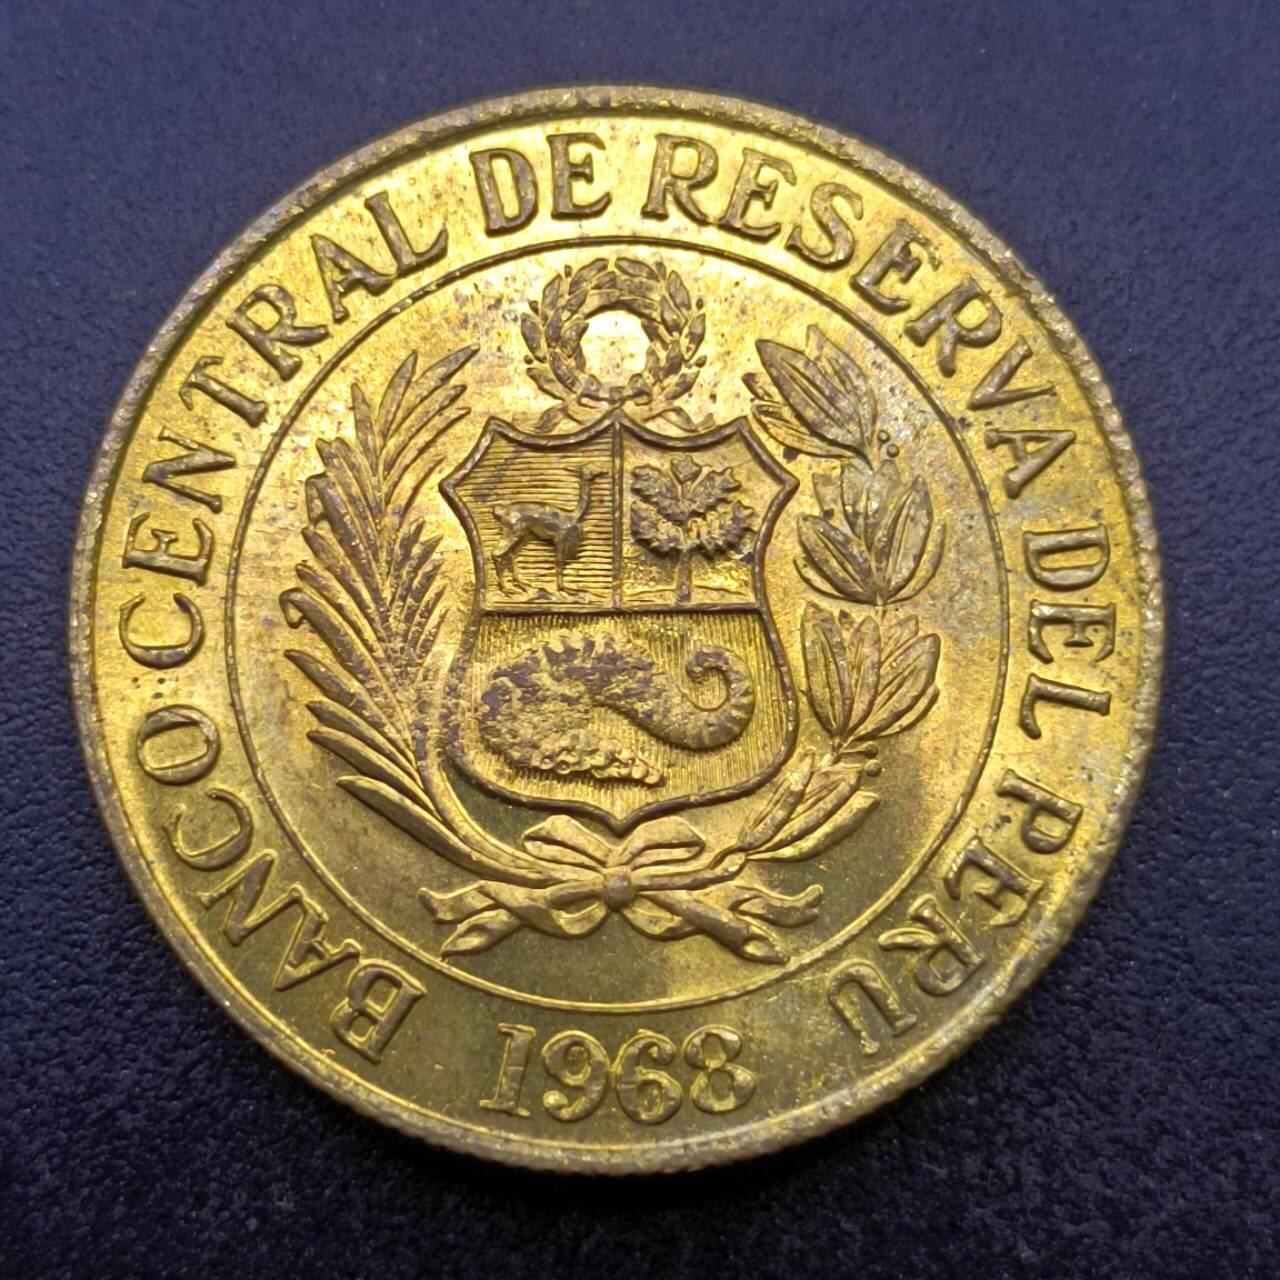 BANCO CENTRAL DE RESERVA DEL PERU
1968